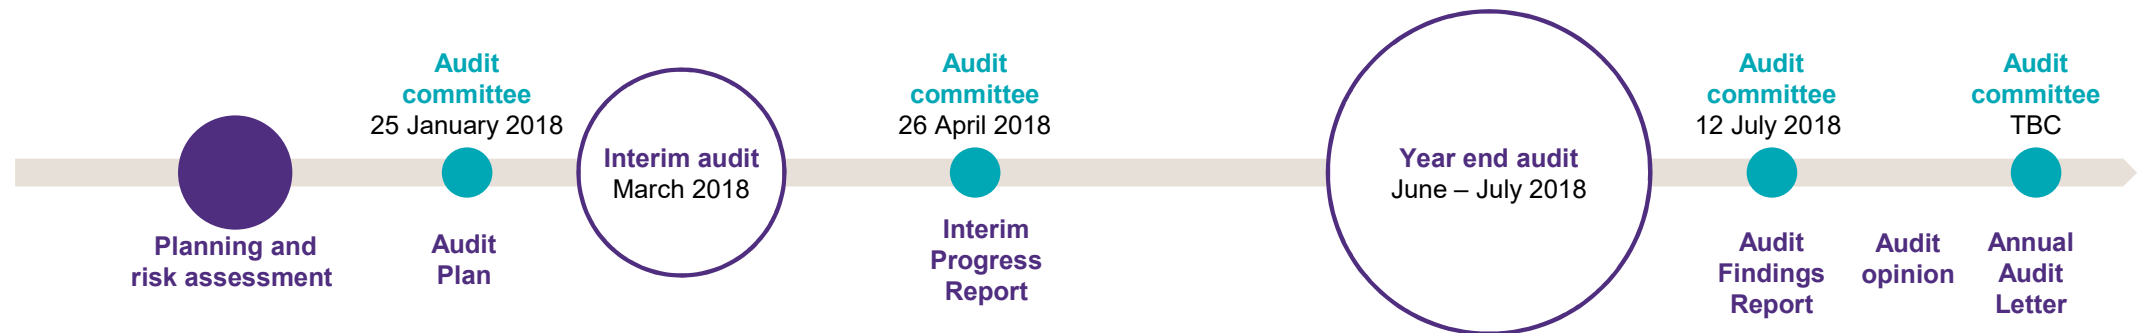 Planning and
risk assessment
Audit
committee
25 January 2018
Audit
Plan
Interim audit
March 2018
Audit
committee
26 April 2018
Interim
Progress
Report
Year end audit
June – July 2018
Audit
committee
12 July 2018
Audit
Findings
Report
Audit
opinion
Audit
committee
TBC
Annual
Audit
Letter